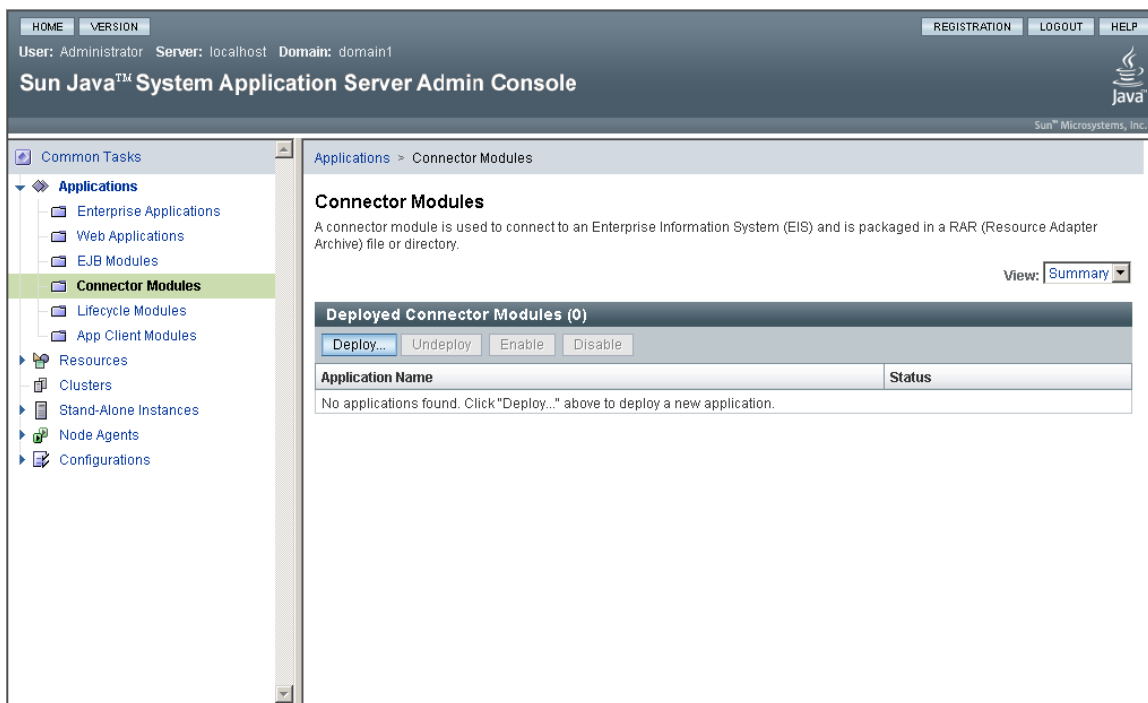 HOME VERSION REGISTRATION LOGOUT HELP
User: Administrator Server: localhost Domain: domain1
Sun Java™ System Application Server Admin Console
Java™
Sun™ Microsystems, Inc.
Common Tasks
Applications
Enterprise Applications
Web Applications
EJB Modules
Connector Modules
Lifecycle Modules
App Client Modules
Resources
Clusters
Stand-Alone Instances
Node Agents
Configurations
Applications > Connector Modules
Connector Modules
A connector module is used to connect to an Enterprise Information System (EIS) and is packaged in a RAR (Resource Adapter
Archive) file or directory.
View: Summary
Deployed Connector Modules (0)
Deploy... Undeploy Enable Disable
Application Name Status
No applications found. Click "Deploy..." above to deploy a new application.